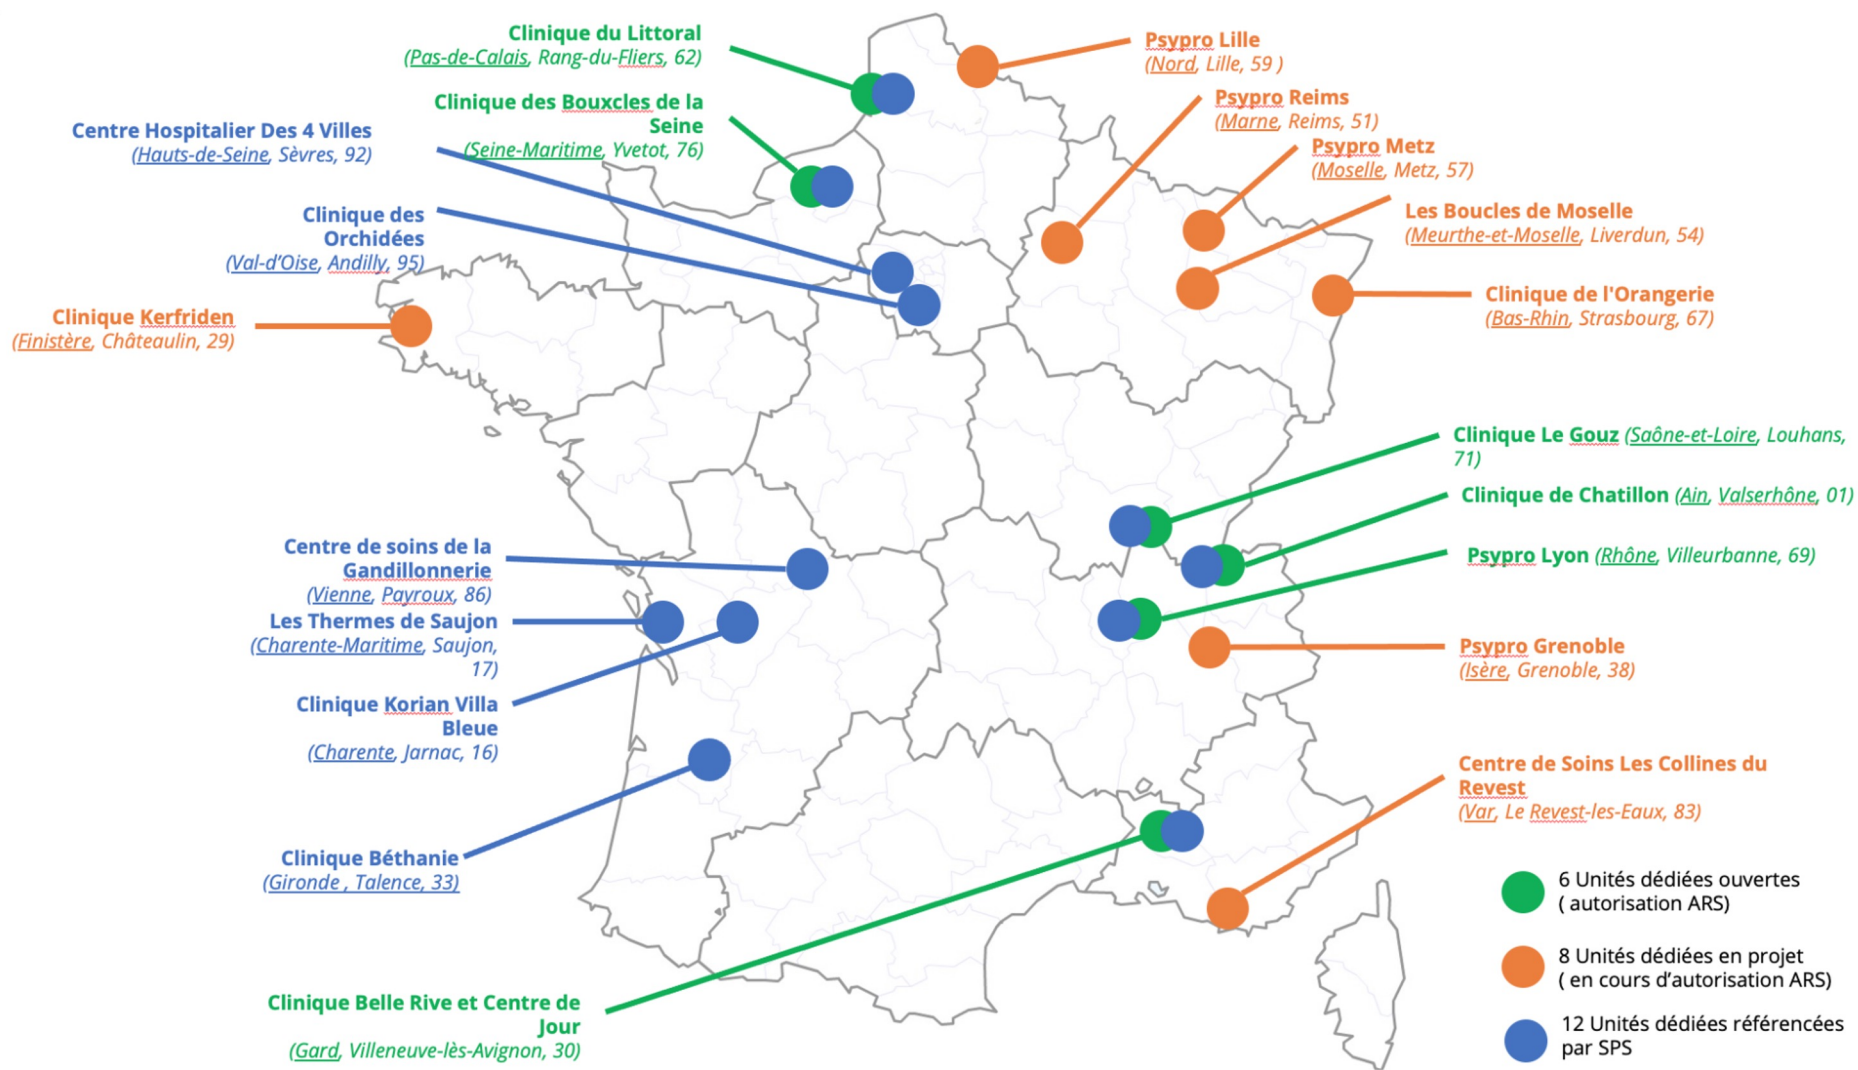 Clinique du Littoral
(Pas-de-Calais, Rang-du-Fliers, 62)
Clinique des Bouxcles de la
Seine
(Seine-Maritime, Yvetot, 76)
Centre Hospitalier Des 4 Villes
(Hauts-de-Seine, Sèvres, 92)
Clinique des
Orchidées
(Val-d’Oise, Andilly, 95)
Clinique Kerfriden
(Finistère, Châteaulin, 29)
Centre de soins de la
Gandillonnerie
(Vienne, Payroux, 86)
Les Thermes de Saujon
(Charente-Maritime, Saujon,
17)
Clinique Korian Villa
Bleue
(Charente, Jarnac, 16)
Clinique Béthanie
(Gironde , Talence, 33)
Clinique Belle Rive et Centre de
Jour
(Gard, Villeneuve-lès-Avignon, 30)
Psypro Lille
(Nord, Lille, 59 )
Psypro Reims
(Marne, Reims, 51)
Psypro Metz
(Moselle, Metz, 57)
Les Boucles de Moselle
(Meurthe-et-Moselle, Liverdun, 54)
Clinique de l'Orangerie
(Bas-Rhin, Strasbourg, 67)
Clinique Le Gouz (Saône-et-Loire, Louhans,
71)
Clinique de Chatillon (Ain, Valserhône, 01)
Psypro Lyon (Rhône, Villeurbanne, 69)
Psypro Grenoble
(Isère, Grenoble, 38)
Centre de Soins Les Collines du
Revest
(Var, Le Revest-les-Eaux, 83)
6 Unités dédiées ouvertes
( autorisation ARS)
8 Unités dédiées en projet
( en cours d’autorisation ARS)
12 Unités dédiées référencées
par SPS